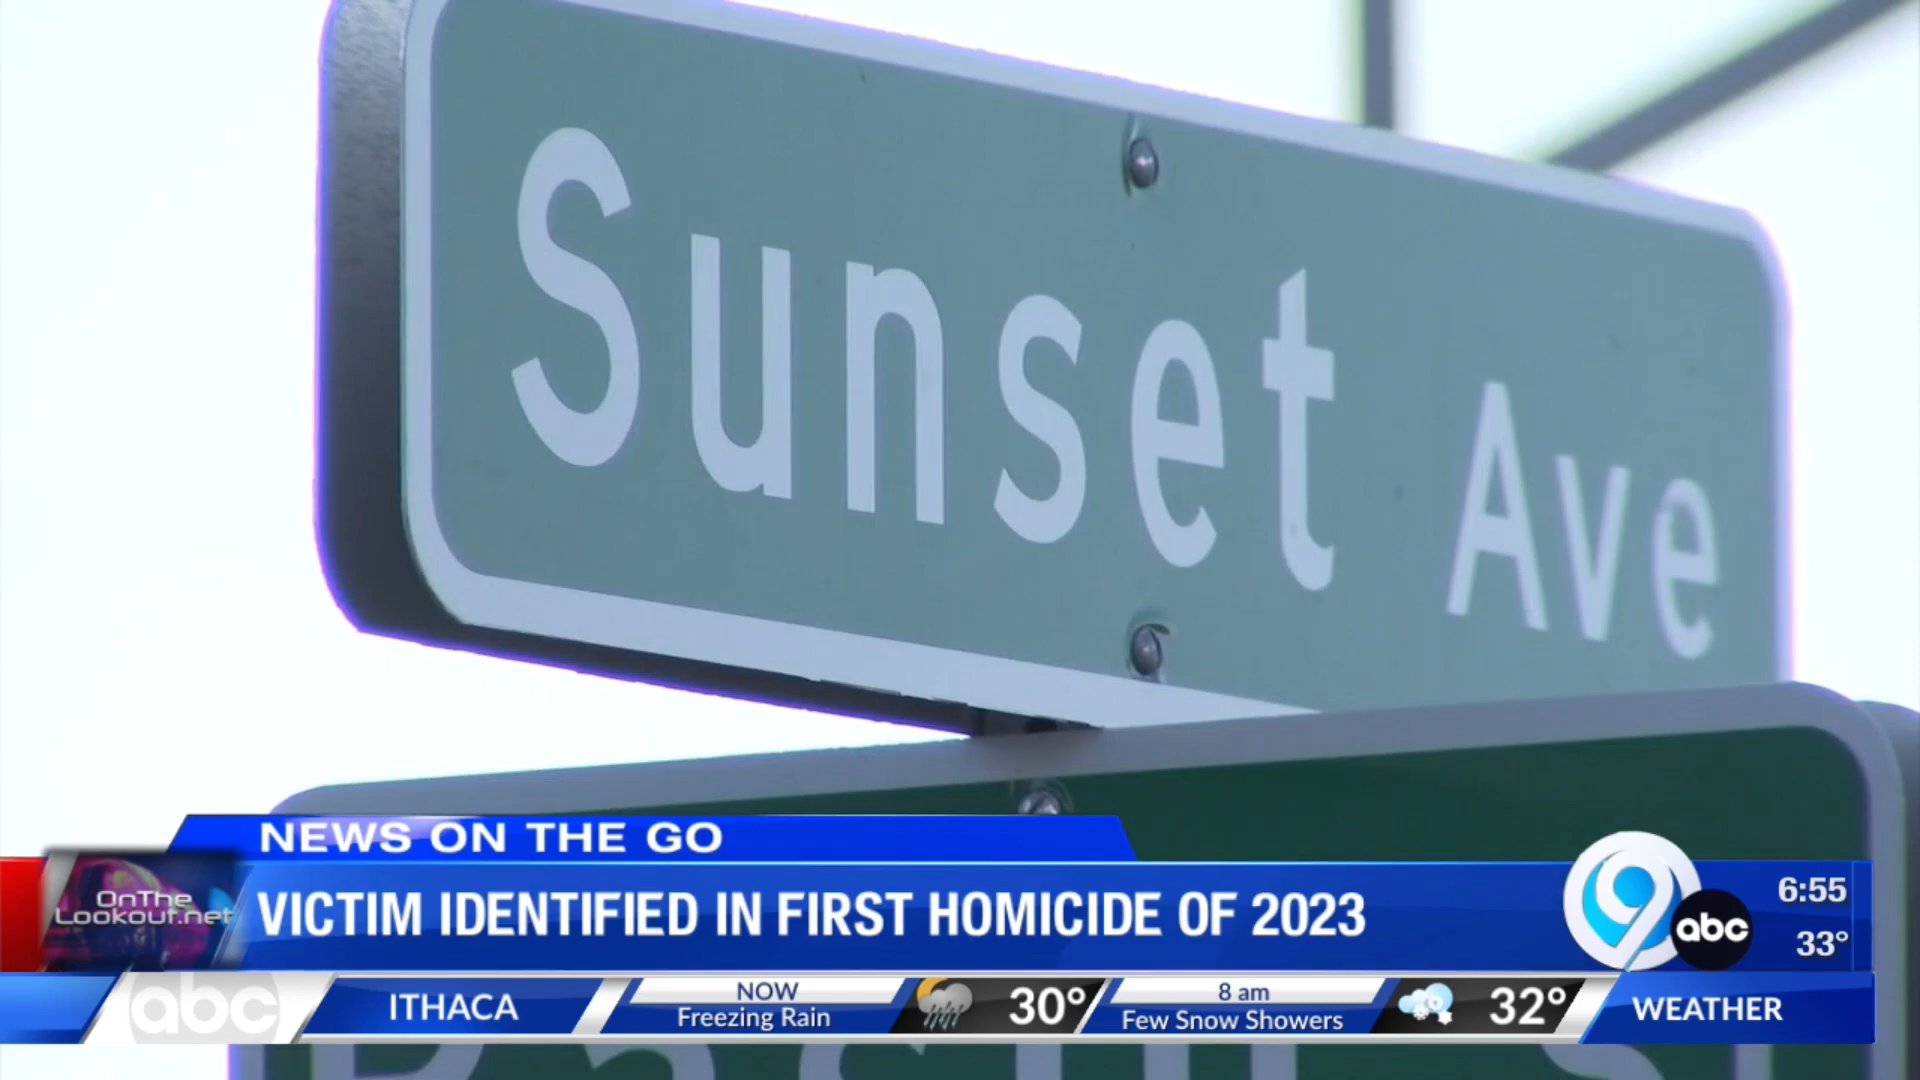 Sunset Ave
NEWS ON THE GO
OnThe
Lookout.net
VICTIM IDENTIFIED IN FIRST HOMICIDE OF 2023
9
abc
6:55
33°
abc
ITHACA
NOW
Freezing Rain
30°
8 am
Few Snow Showers
32°
WEATHER